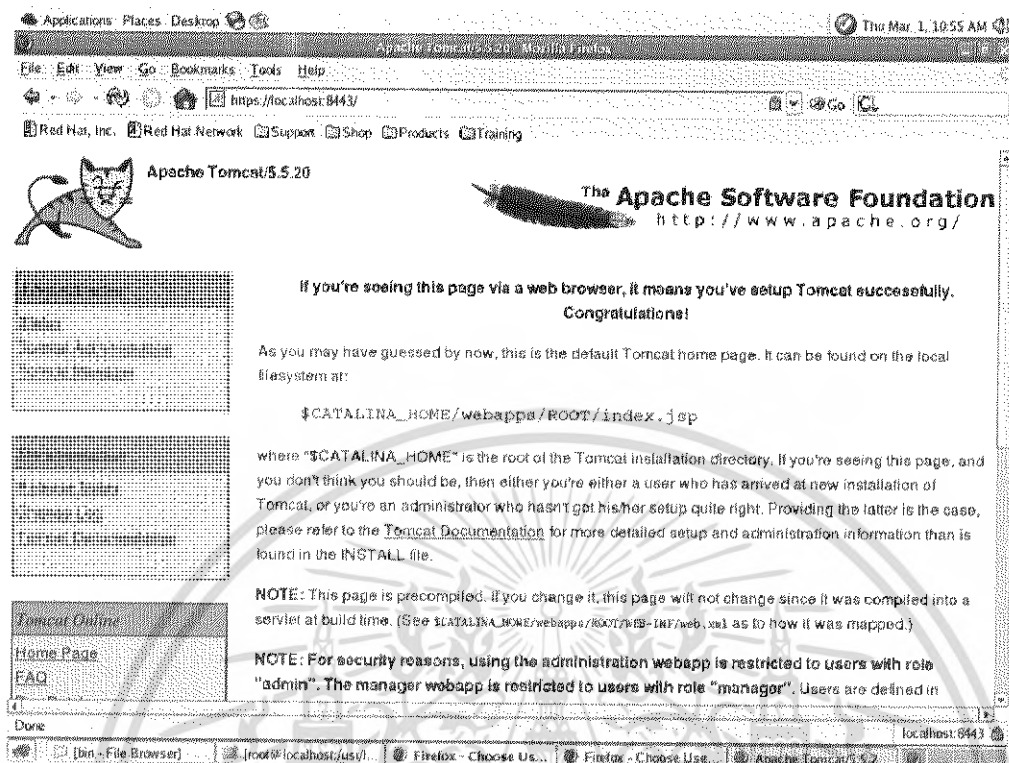 Applications Places Desktop
Thu Mar 1, 10:55 AM
Apache Tomcat/5.5.20 - Mozilla Firefox
File Edit View Go Bookmarks Tools Help
https://localhost:8443/
Go
Red Hat, Inc. Red Hat Network Support Shop Products Training
Apache Tomcat/5.5.20
The Apache Software Foundation
http://www.apache.org/
If you're seeing this page via a web browser, it means you've setup Tomcat successfully.
Congratulations!
As you may have guessed by now, this is the default Tomcat home page. It can be found on the local
filesystem at:
$CATALINA_HOME/webapps/ROOT/index.jsp
where "$CATALINA_HOME" is the root of the Tomcat installation directory. If you're seeing this page, and
you don't think you should be, then either you're either a user who has arrived at new installation of
Tomcat, or you're an administrator who hasn't got his/her setup quite right. Providing the latter is the case,
please refer to the Tomcat Documentation for more detailed setup and administration information than is
found in the INSTALL file.
NOTE: This page is precompiled. If you change it, this page will not change since it was compiled into a
servlet at build time. (See $CATALINA_HOME/webapps/ROOT/WEB-INF/web.xml as to how it was mapped.)
NOTE: For security reasons, using the administration webapp is restricted to users with role
"admin". The manager webapp is restricted to users with role "manager". Users are defined in
Status
Tomcat Administration
Tomcat Manager
Release Notes
Change Log
Tomcat Documentation
Tomcat Online
Home Page
FAQ
Done
localhost:8443
[bin - File Browser]
[root@localhost:/usr/l...
Firefox - Choose Us...
Firefox - Choose Use...
Apache Tomcat/5.5.2